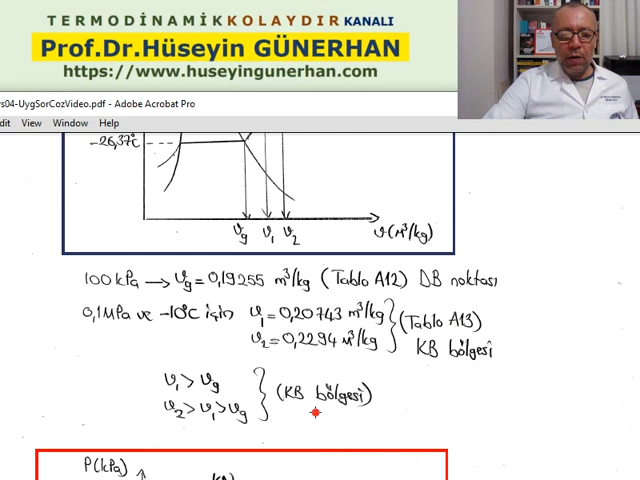 TERMODİNAMİKKOLAYDIR KANALI
Prof.Dr.Hüseyin GÜNERHAN
https://www.huseyingunerhan.com
rs04-UygSorCozVideo.pdf - Adobe Acrobat Pro
dit View Window Help
-26,37°C
υg υ1 υ2 υ(m³/kg)
100 kPa → υg = 0,19255 m³/kg (Tablo A12) DB noktası
0,1 MPa ve -10°C için υ1 = 0,20743 m³/kg } (Tablo A13)
υ2 = 0,2294 m³/kg KB bölgesi
υ1 > υg } (KB bölgesi)
υ2 > υ1 > υg
P(kPa)